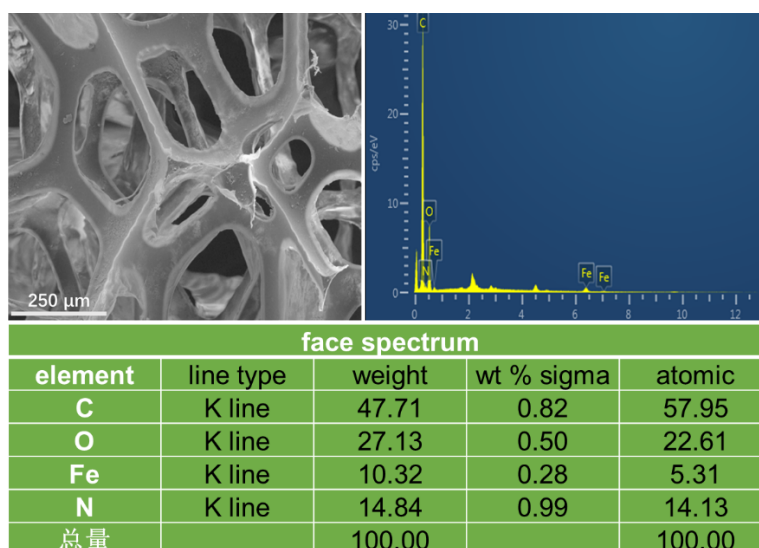 250 μm
cps/eV
30
20
10
0
C
O
Fe
N
Fe
Fe
0 2 4 6 8 10 12
face spectrum
element line type weight wt % sigma atomic
C K line 47.71 0.82 57.95
O K line 27.13 0.50 22.61
Fe K line 10.32 0.28 5.31
N K line 14.84 0.99 14.13
总量 100.00 100.00